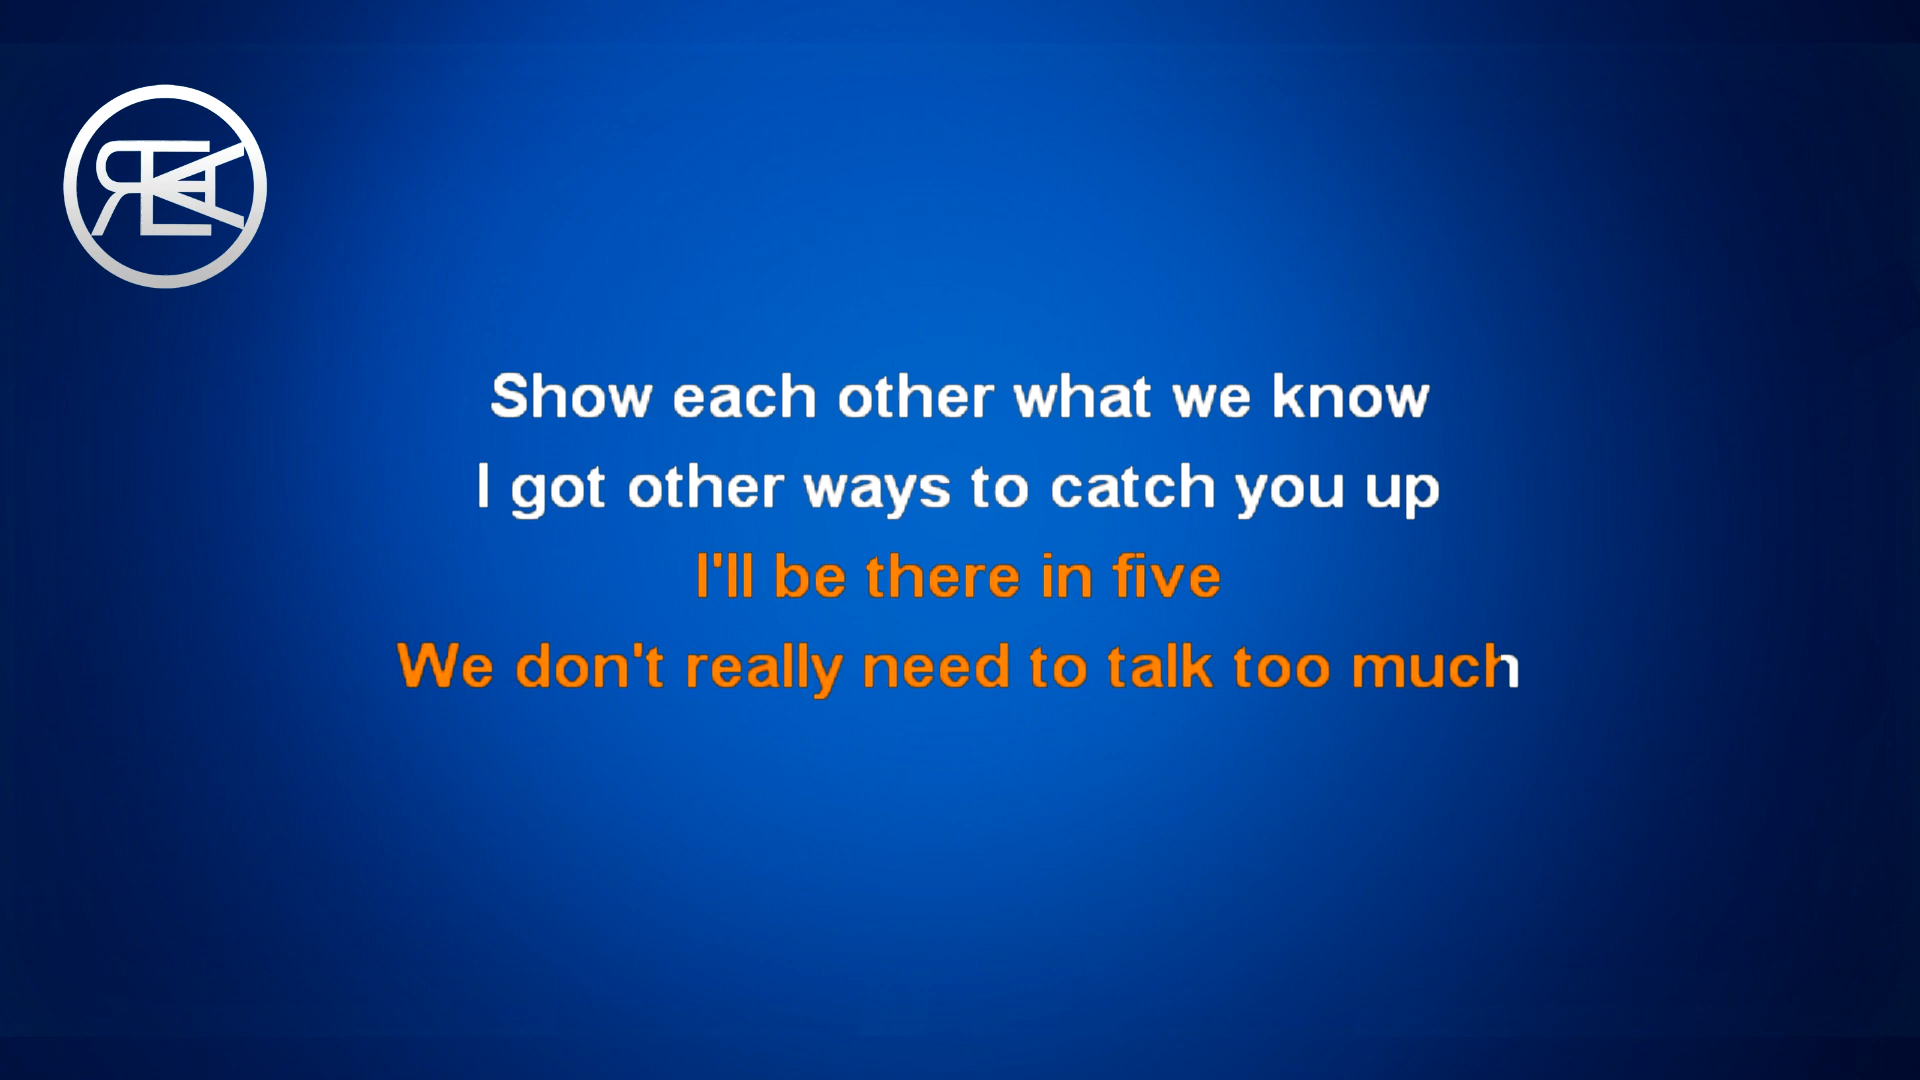 Show each other what we know
I got other ways to catch you up
I'll be there in five
We don't really need to talk too much